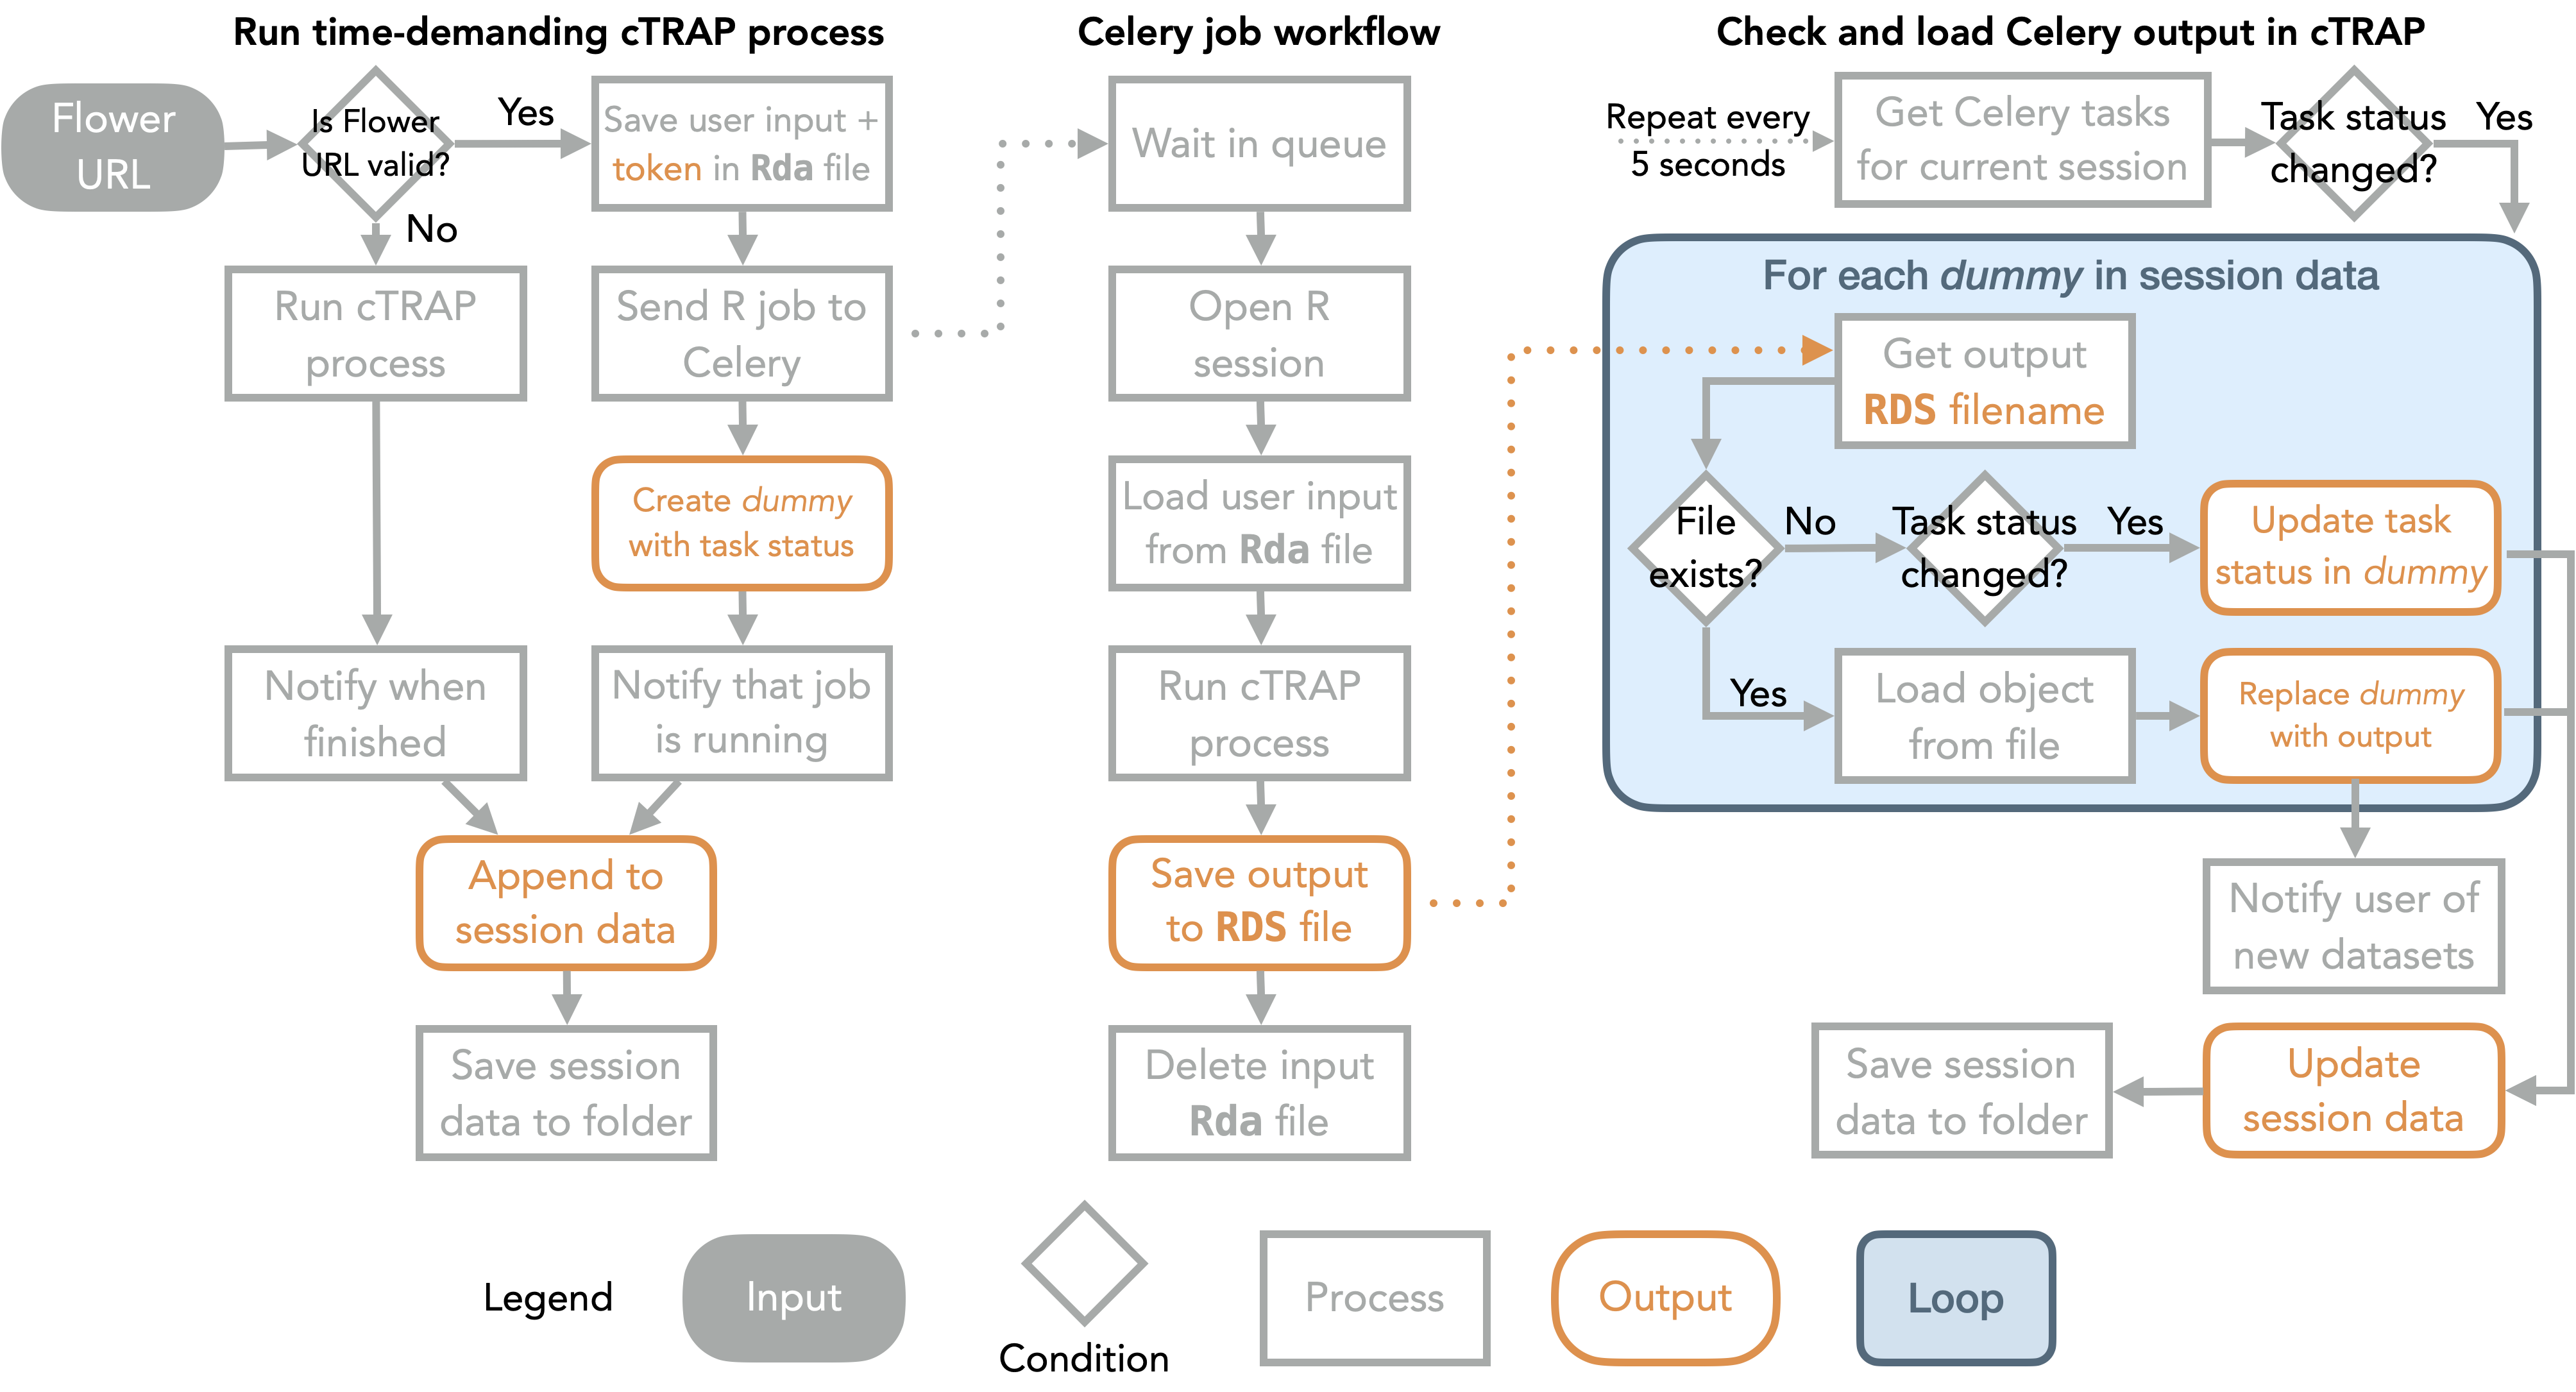 Run time-demanding cTRAP process
Flower
URL
Is Flower
URL valid?
Yes
No
Save user input +
token in Rda file
Run cTRAP
process
Send R job to
Celery
Create dummy
with task status
Notify when
finished
Notify that job
is running
Append to
session data
Save session
data to folder
Celery job workflow
Wait in queue
Open R
session
Load user input
from Rda file
Run cTRAP
process
Save output
to RDS file
Delete input
Rda file
Check and load Celery output in cTRAP
Repeat every
5 seconds
Get Celery tasks
for current session
Task status
changed?
Yes
For each dummy in session data
Get output
RDS filename
File
exists?
No
Task status
changed?
Yes
Update task
status in dummy
Yes
Load object
from file
Replace dummy
with output
Notify user of
new datasets
Update
session data
Save session
data to folder
Legend
Input
Condition
Process
Output
Loop